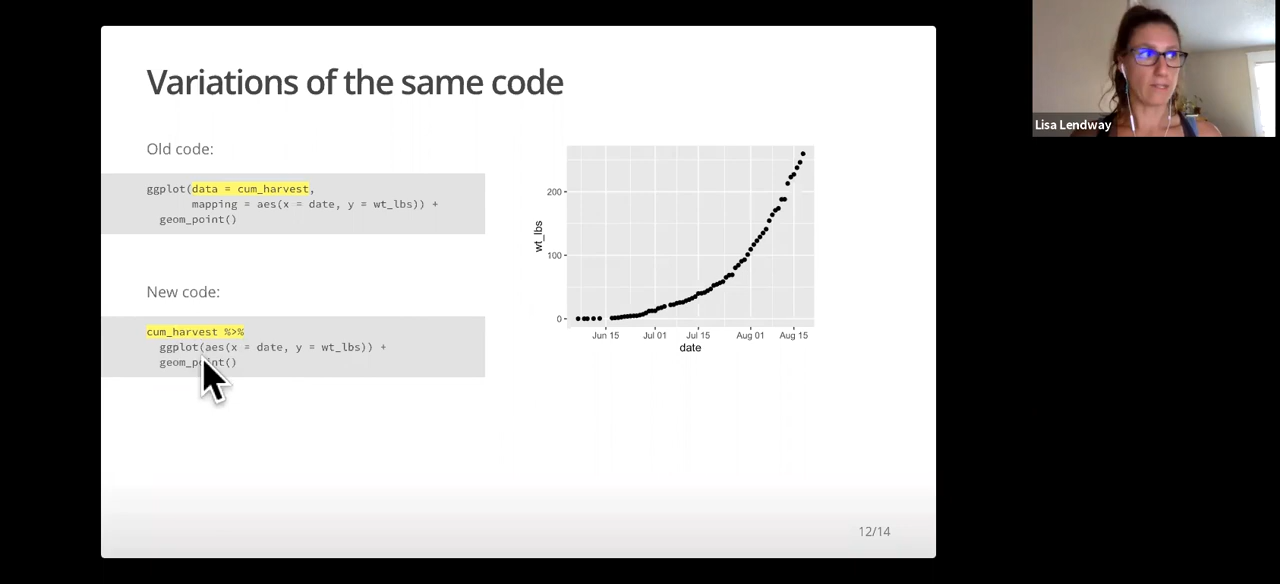 Variations of the same code
Old code:
ggplot(data = cum_harvest,
mapping = aes(x = date, y = wt_lbs)) +
geom_point()
New code:
cum_harvest %>%
ggplot(aes(x = date, y = wt_lbs)) +
geom_point()
wt_lbs
200
100
0
Jun 15
Jul 01
Jul 15
Aug 01
Aug 15
date
12/14
Lisa Lendway